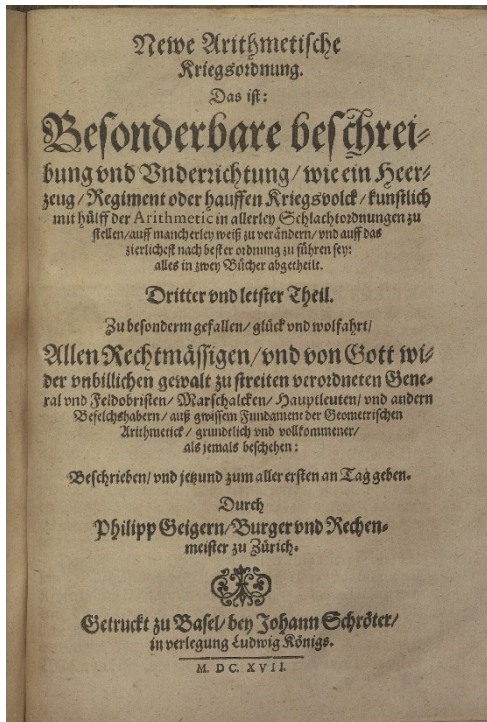 Newe Arithmetische
Kriegsordnung.
Das ist:
Besonderbare beschrei-
bung vnd Vnderrichtung/ wie ein Heer-
zeug/ Regiment oder hauffen Kriegsvolck/ kunstlich
mit hülff der Arithmetic in allerley Schlachtordnungen zu
stellen/ auff mancherley weiß zu verändern/ vnd auff das
zierlichest nach bester ordnung zu führen sey:
alles in zwey Bücher abgetheilt.
Dritter vnd letster Theil.
Zu besonderm gefallen/ glück vnd wolfahrt/
Allen Rechtmässigen/ vnd von Gott wi-
der vnbillichen gewalt zu streiten verordneten Gene-
ral vnd Feldobristen/ Marschalcken/ Hauptleuten/ vnd andern
Befelchshabern/ auß gwissem Fundament der Geometrischen
Arithmetick/ grundtlich vnd vollkommener/
als jemals beschehen:
Beschrieben/ vnd jetzund zum aller ersten an Tag geben.
Durch
Philipp Geigern/ Burger vnd Rechen-
meister zu Zürich.
Getruckt zu Basel/ bey Johann Schröter/
in verlegung Ludwig Königs.
M. DC. XVII.